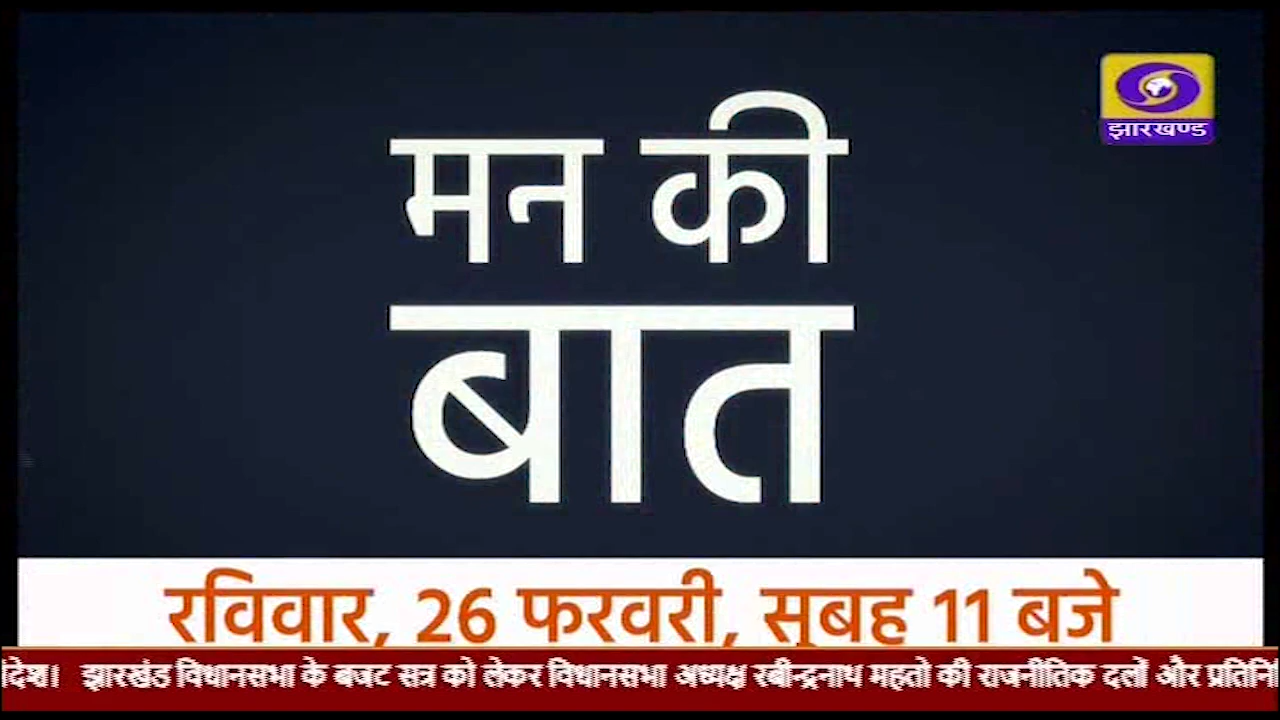 मन की
झारखण्ड
बात
रविवार, 26 फरवरी, सुबह 11 बजे
झारखंड विधानसभा के बजट सत्र को लेकर विधानसभा अध्यक्ष रबीन्द्रनाथ महतो की राजनीतिक दलों और